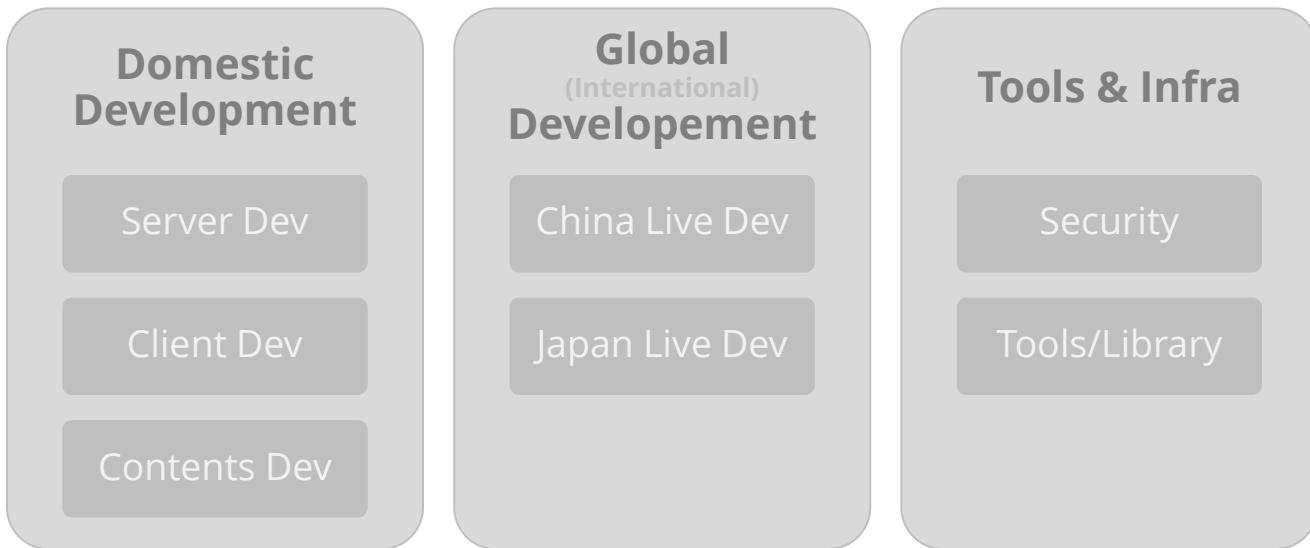 Domestic
Development
Server Dev
Client Dev
Contents Dev
Global
(International)
Developement
China Live Dev
Japan Live Dev
Tools & Infra
Security
Tools/Library